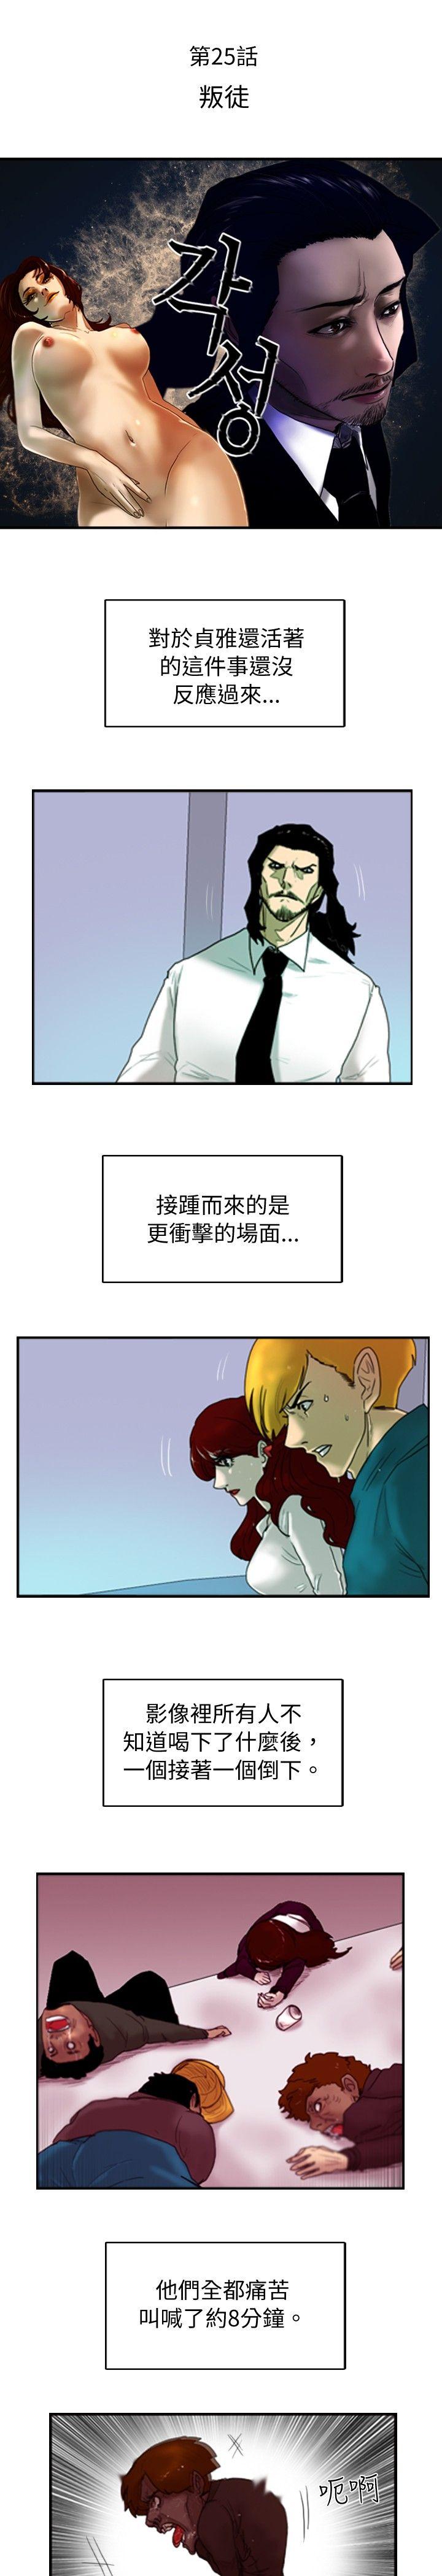 第25話
叛徒
각성
對於貞雅還活著
的這件事還沒
反應過來...
接踵而來的是
更衝擊的場面...
影像裡所有人不
知道喝下了什麼後，
一個接著一個倒下。
他們全都痛苦
叫喊了約8分鐘。
呃啊